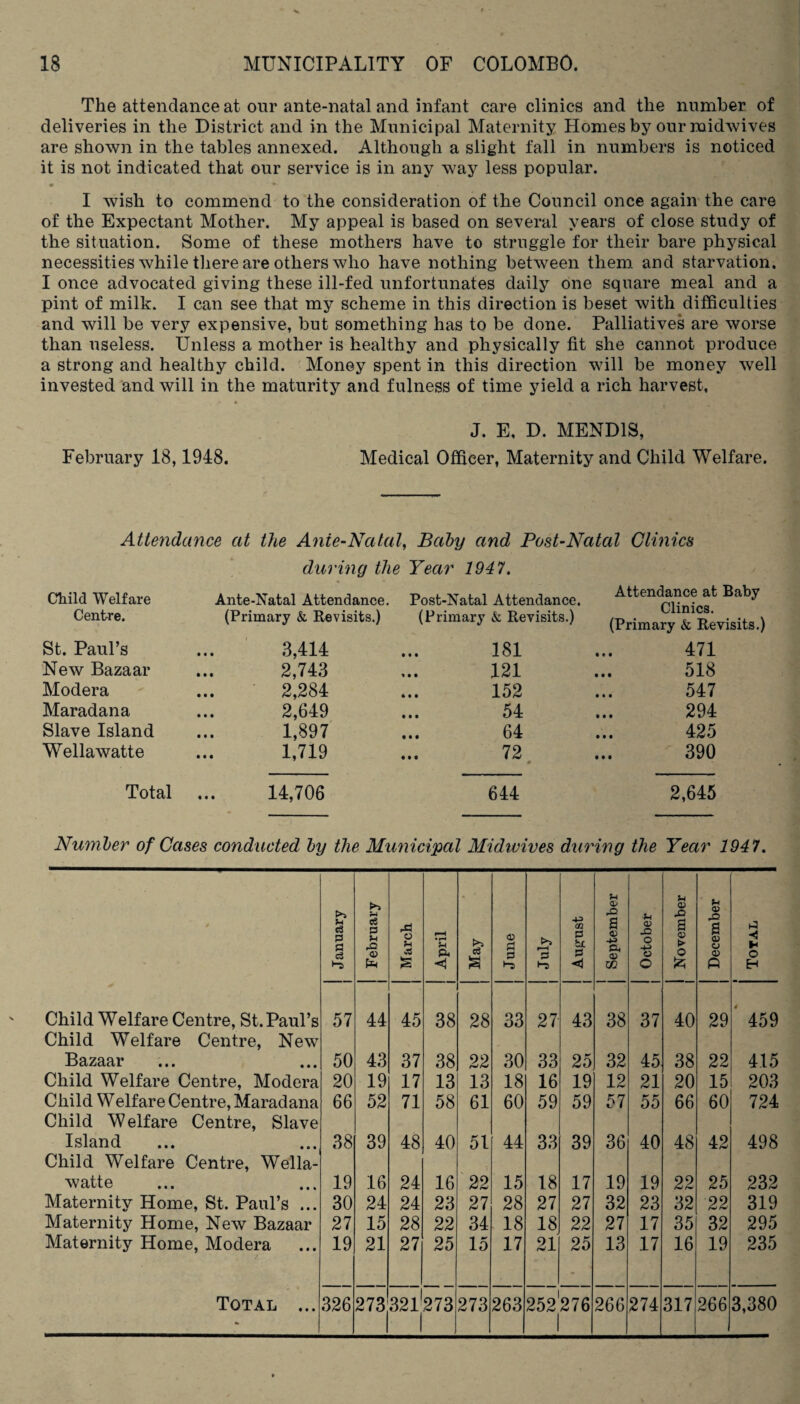 18 MUNICIPALITY OF COLOMBO.
The attendance at our ante-natal and infant care clinics and the number of
deliveries in the District and in the Municipal Maternity Homes by our midwives
are shown in the tables annexed. Although a slight fall in numbers is noticed
it is not indicated that our service is in any way less popular.
I wish to commend to the consideration of the Council once again the care
of the Expectant Mother. My appeal is based on several years of close study of
the situation. Some of these mothers have to struggle for their bare physical
necessities while there are others who have nothing between them and starvation.
I once advocated giving these ill-fed unfortunates daily one square meal and a
pint of milk. I can see that my scheme in this direction is beset with difficulties
and will be very expensive, but something has to be done. Palliatives are worse
than useless. Unless a mother is healthy and physically fit she cannot produce
a strong and healthy child. Money spent in this direction will be money well
invested and will in the maturity and fulness of time yield a rich harvest.
J. E. D. MENDIS,
February 18, 1948. Medical Officer, Maternity and Child Welfare.
Attendance at the Ante-Natal, Baby and Post-Natal Clinics
during the Year 1947.
Child Welfare Centre. Ante-Natal Attendance. (Primary & Revisits.) Post-Natal Attendance. (Primary & Revisits.) Attendance at Baby Clinics. (Primary & Revisits.)
St. Paul's ... 3,414 ... 181 ... 471
New Bazaar ... 2,743 ... 121 ... 518
Modera ... 2,284 ... 152 ... 547
Maradana ... 2,649 ... 54 ... 294
Slave Island ... 1,897 ... 64 ... 425
Wellawatte ... 1,719 ... 72 ... 390
Total ... 14,706 644 2,645
Number of Cases conducted by the Municipal Midwives during the Year 1947.
January February March April May June July August September October November December TOTAL
Child Welfare Centre, St. Paul's 57 44 45 38 28 33 27 43 38 37 40 29 459
Child Welfare Centre, New
Bazaar ... ... 50 43 37 38 22 30 33 25 32 45 38 22 415
Child Welfare Centre, Modera 20 19 17 13 13 18 16 19 12 21 20 15 203
Child Welfare Centre, Maradana 66 52 71 58 61 60 59 59 57 55 66 60 724
Child Welfare Centre, Slave
Island ... ... 38 39 48 40 51 44 33 39 36 40 48 42 498
Child Welfare Centre, Wella-
watte ... ... 19 16 24 16 22 15 18 17 19 19 22 25 232
Maternity Home, St. Paul's ... 30 24 24 23 27 28 27 27 32 23 32 22 319
Maternity Home, New Bazaar 27 15 28 22 34 18 18 22 27 17 35 32 295
Maternity Home, Modera ... 19 21 27 25 15 17 21 25 13 17 16 19 235
TOTAL ... 326 273 321 273 273 263 252 276 266 274 317 266 3,380